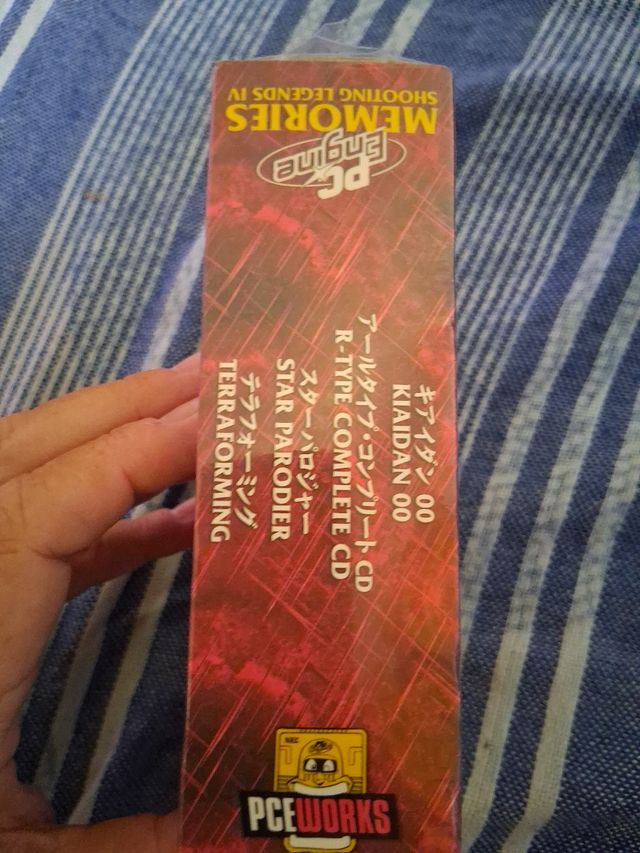 PC Engine
MEMORIES
SHOOTING LEGENDS IV
キアイダン 00
KIAIDAN 00
アールタイプ・コンプリート CD
R-TYPE COMPLETE CD
スターパロジャー
STAR PARODIER
テラフォーミング
TERRAFORMING
NEC
PCEWORKS